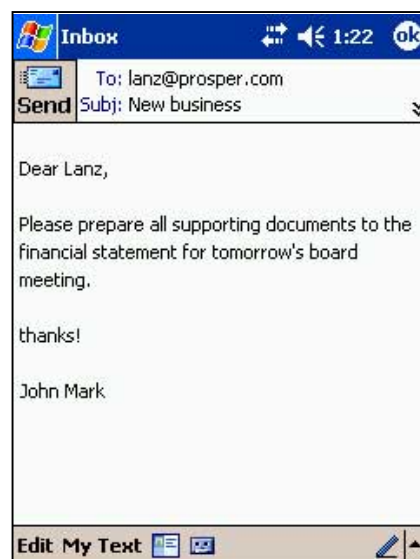 Inbox 1:22 ok
To: lanz@prosper.com
Send Subj: New business
Dear Lanz,
Please prepare all supporting documents to the
financial statement for tomorrow's board
meeting.
thanks!
John Mark
Edit My Text